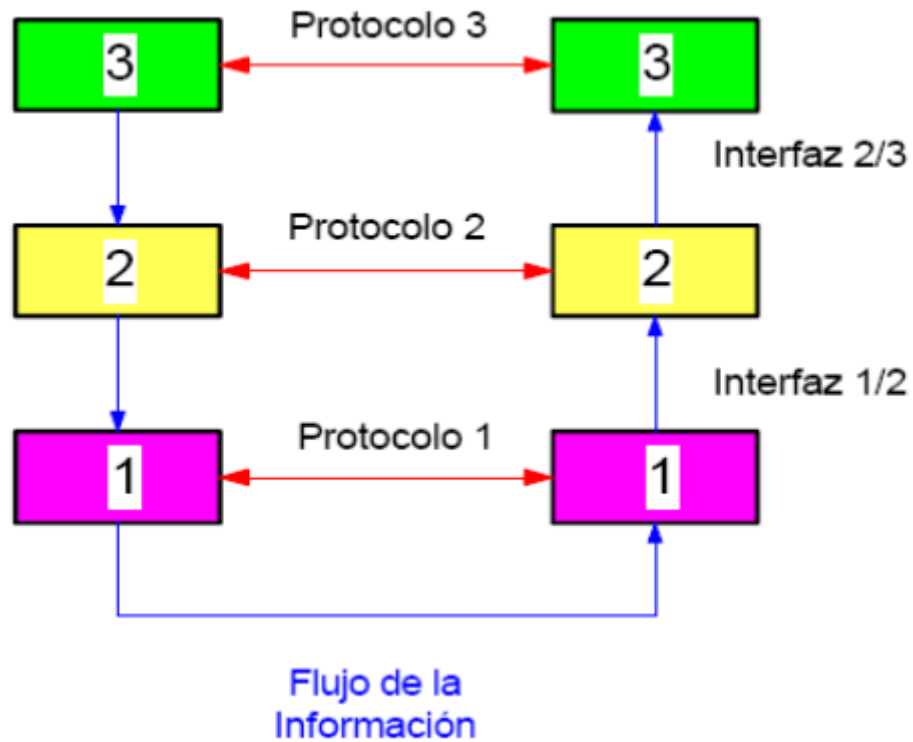 Protocolo 3
3
3
Interfaz 2/3
Protocolo 2
2
2
Interfaz 1/2
Protocolo 1
1
1
Flujo de la
Información